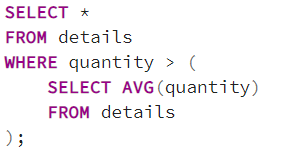 SELECT *
FROM details
WHERE quantity > (
    SELECT AVG(quantity)
    FROM details
);